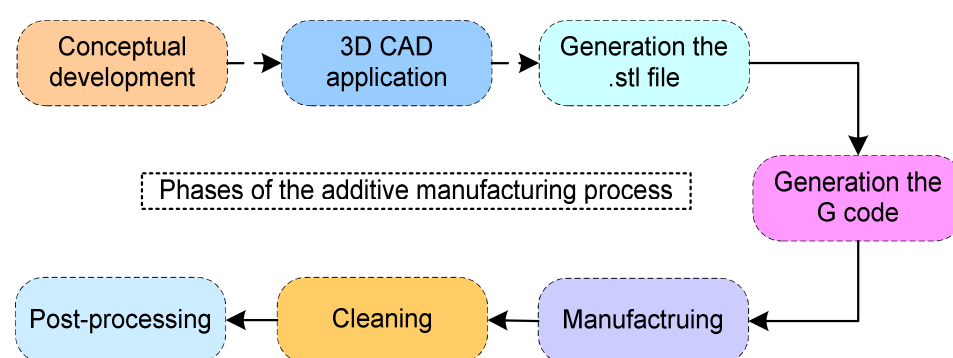 Conceptual
development
3D CAD
application
Generation the
.stl file
Phases of the additive manufacturing process
Generation the
G code
Post-processing
Cleaning
Manufactruing